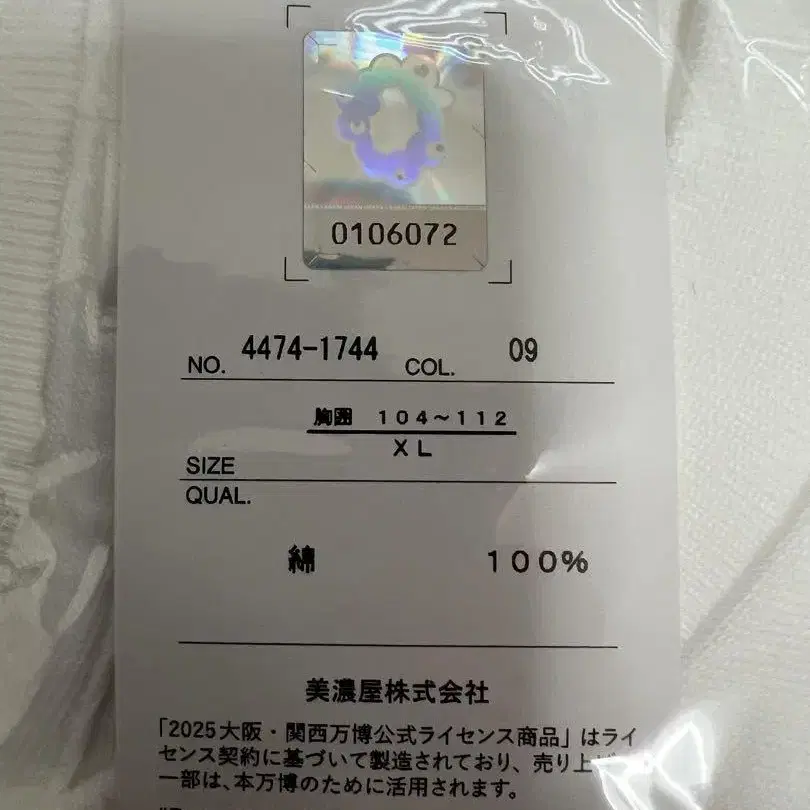 0106072
NO. 4474-1744 COL. 09
胸囲 104~112
XL
SIZE
QUAL.
綿 100%
美濃屋株式会社
「2025大阪・関西万博公式ライセンス商品」はライ
センス契約に基づいて製造されており、売り上
一部は、本万博のために活用されます。